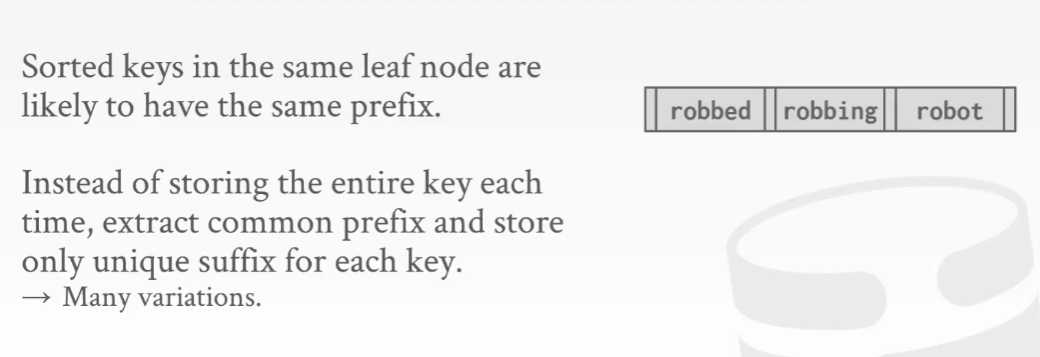 Sorted keys in the same leaf node are
likely to have the same prefix.
robbed robbing robot
Instead of storing the entire key each
time, extract common prefix and store
only unique suffix for each key.
→ Many variations.